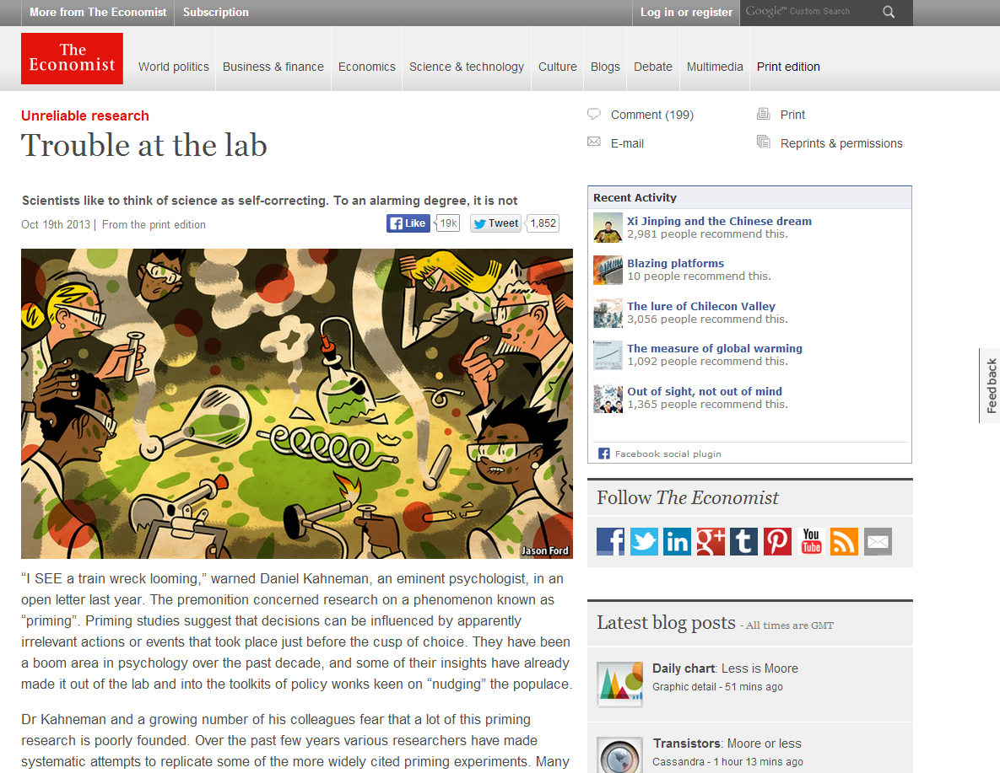 More from The Economist
Subscription
Log in or register
Google™ Custom Search
The
Economist
World politics
Business & finance
Economics
Science & technology
Culture
Blogs
Debate
Multimedia
Print edition
Unreliable research
Trouble at the lab
Comment (199)
Print
E-mail
Reprints & permissions
Scientists like to think of science as self-correcting. To an alarming degree, it is not
Oct 19th 2013 | From the print edition
Like
19k
Tweet
1,852
Jason Ford
“I SEE a train wreck looming,” warned Daniel Kahneman, an eminent psychologist, in an
open letter last year. The premonition concerned research on a phenomenon known as
“priming”. Priming studies suggest that decisions can be influenced by apparently
irrelevant actions or events that took place just before the cusp of choice. They have been
a boom area in psychology over the past decade, and some of their insights have already
made it out of the lab and into the toolkits of policy wonks keen on “nudging” the populace.
Dr Kahneman and a growing number of his colleagues fear that a lot of this priming
research is poorly founded. Over the past few years various researchers have made
systematic attempts to replicate some of the more widely cited priming experiments. Many
Recent Activity
Xi Jinping and the Chinese dream
2,981 people recommend this.
Blazing platforms
10 people recommend this.
The lure of Chilecon Valley
3,056 people recommend this.
The measure of global warming
1,092 people recommend this.
Out of sight, not out of mind
1,365 people recommend this.
Facebook social plugin
Follow The Economist
You
Tube
Latest blog posts - All times are GMT
Daily chart: Less is Moore
Graphic detail - 51 mins ago
Transistors: Moore or less
Cassandra - 1 hour 13 mins ago
Feedback